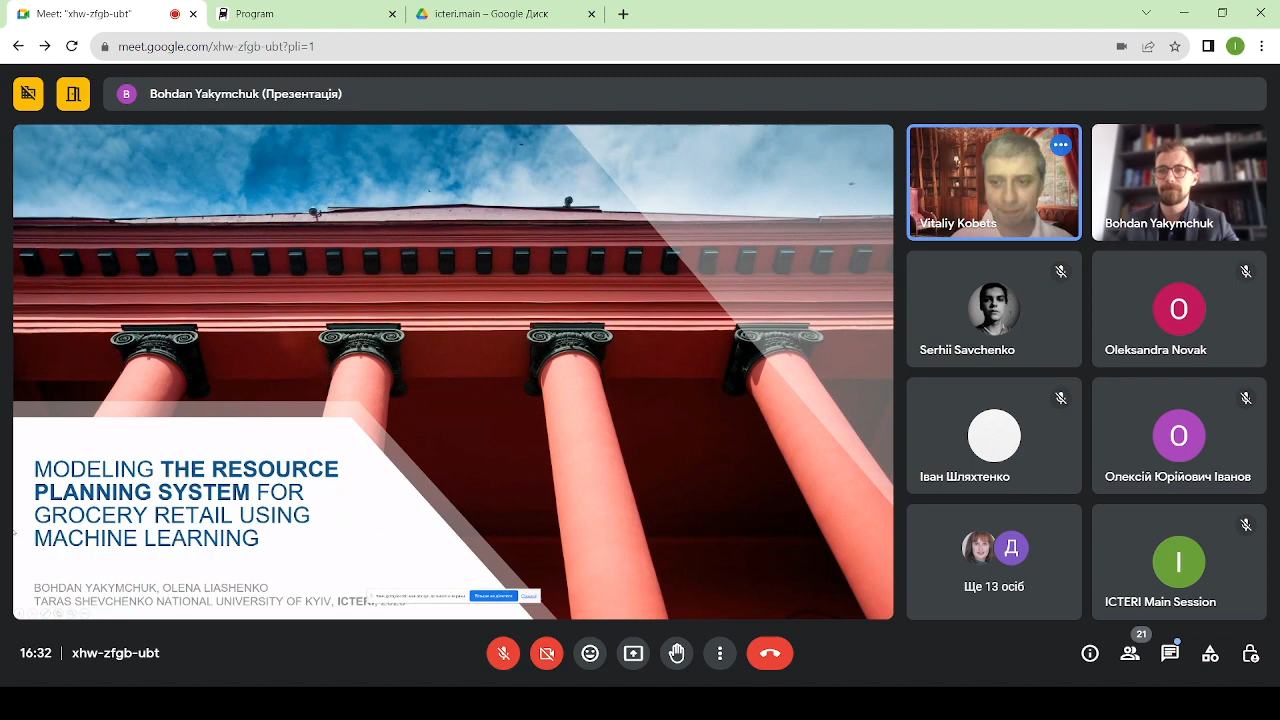 Meet: "xhw-zfgb-ubt"
Program
icteri.main – Google Диск
meet.google.com/xhw-zfgb-ubt?pli=1
I
B
Bohdan Yakymchuk (Презентація)
Vitaliy Kobets
Bohdan Yakymchuk
Serhii Savchenko
O
Oleksandra Novak
Іван Шляхтенко
О
Олексій Юрійович Іванов
Д
Ще 13 осіб
I
ICTERI Main Session
MODELING THE RESOURCE
PLANNING SYSTEM FOR
GROCERY RETAIL USING
MACHINE LEARNING
BOHDAN YAKYMCHUK, OLENA LIASHENKO
TARAS SHEVCHENKO NATIONAL UNIVERSITY OF KYIV, ICTERI,
16:32
xhw-zfgb-ubt
21